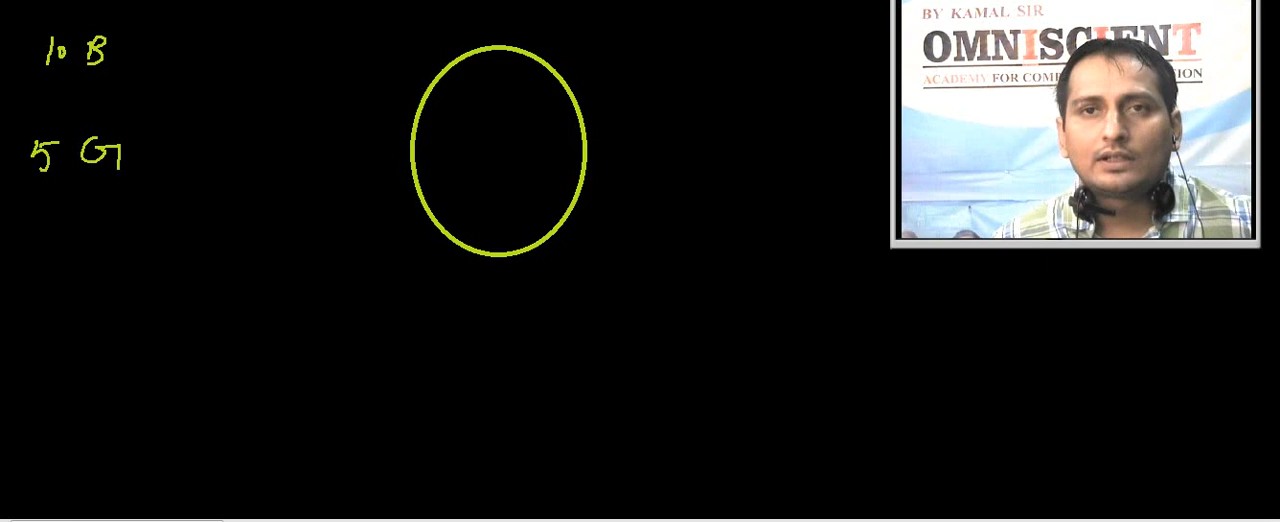 10 B
5 G
BY KAMAL SIR
OMNISCIENT
ACADEMY FOR COMP ION